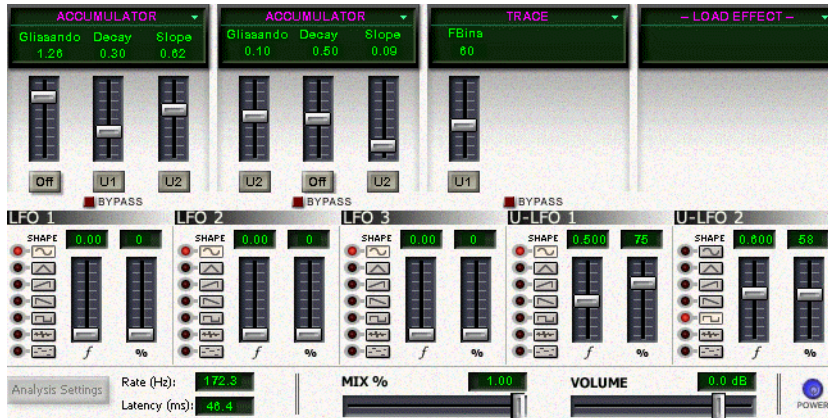 ACCUMULATOR ACCUMULATOR TRACE -- LOAD EFFECT --
Glissando Decay Slope Glissando Decay Slope FBins
1.26 0.30 0.62 0.10 0.50 0.09 60
Off U1 U2 U2 Off U2 U1
BYPASS BYPASS BYPASS
LFO 1 LFO 2 LFO 3 U-LFO 1 U-LFO 2
SHAPE 0.00 0 SHAPE 0.00 0 SHAPE 0.00 0 SHAPE 0.500 75 SHAPE 0.600 58
f % f % f % f % f %
Analysis Settings Rate (Hz): 172.3 MIX % 1.00 VOLUME 0.0 dB
Latency (ms): 46.4 POWER